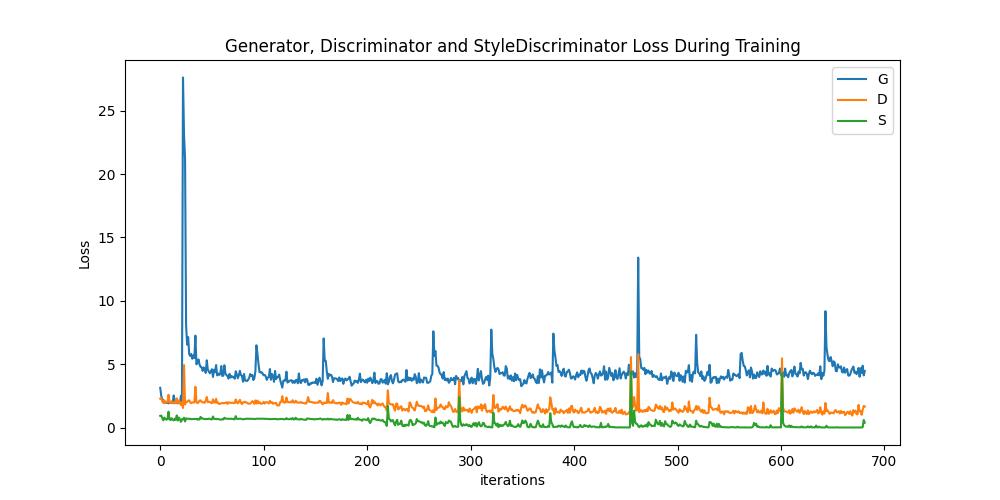 Generator, Discriminator and StyleDiscriminator Loss During Training
G
D
S
25
20
15
10
5
0
Loss
0 100 200 300 400 500 600 700
iterations